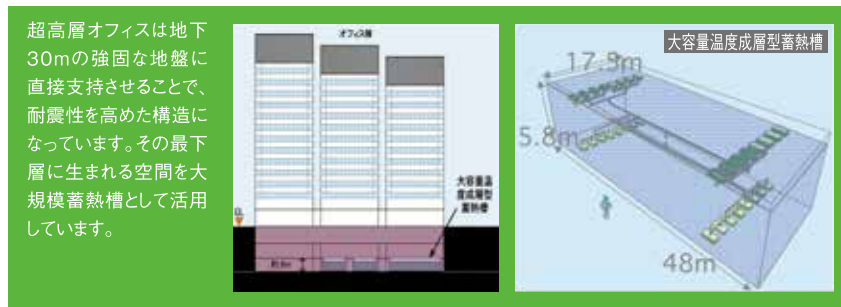 超高層オフィスは地下
30mの強固な地盤に
直接支持させることで、
耐震性を高めた構造に
なっています。その最下
層に生まれる空間を大
規模蓄熱槽として活用
しています。
オフィス棟
大容量温
度成層型
蓄熱槽
大容量温度成層型蓄熱槽
17.5m
5.8m
48m